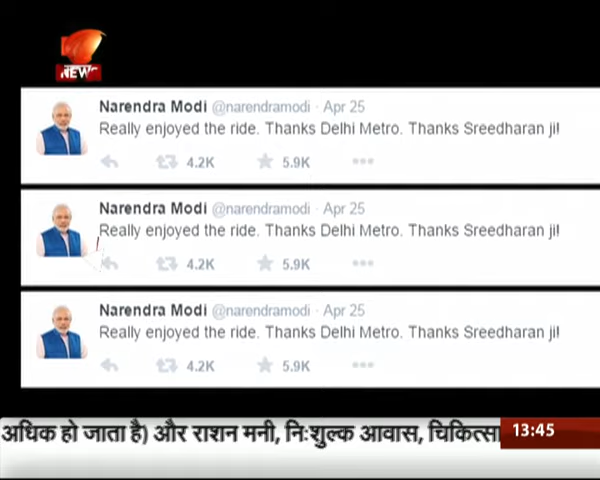 NEWS
Narendra Modi @narendramodi · Apr 25
Really enjoyed the ride. Thanks Delhi Metro. Thanks Sreedharan ji!
4.2K 5.9K
Narendra Modi @narendramodi · Apr 25
Really enjoyed the ride. Thanks Delhi Metro. Thanks Sreedharan ji!
4.2K 5.9K
Narendra Modi @narendramodi · Apr 25
Really enjoyed the ride. Thanks Delhi Metro. Thanks Sreedharan ji!
4.2K 5.9K
अधिक हो जाता है) और राशन मनी, निःशुल्क आवास, चिकित्सा 13:45